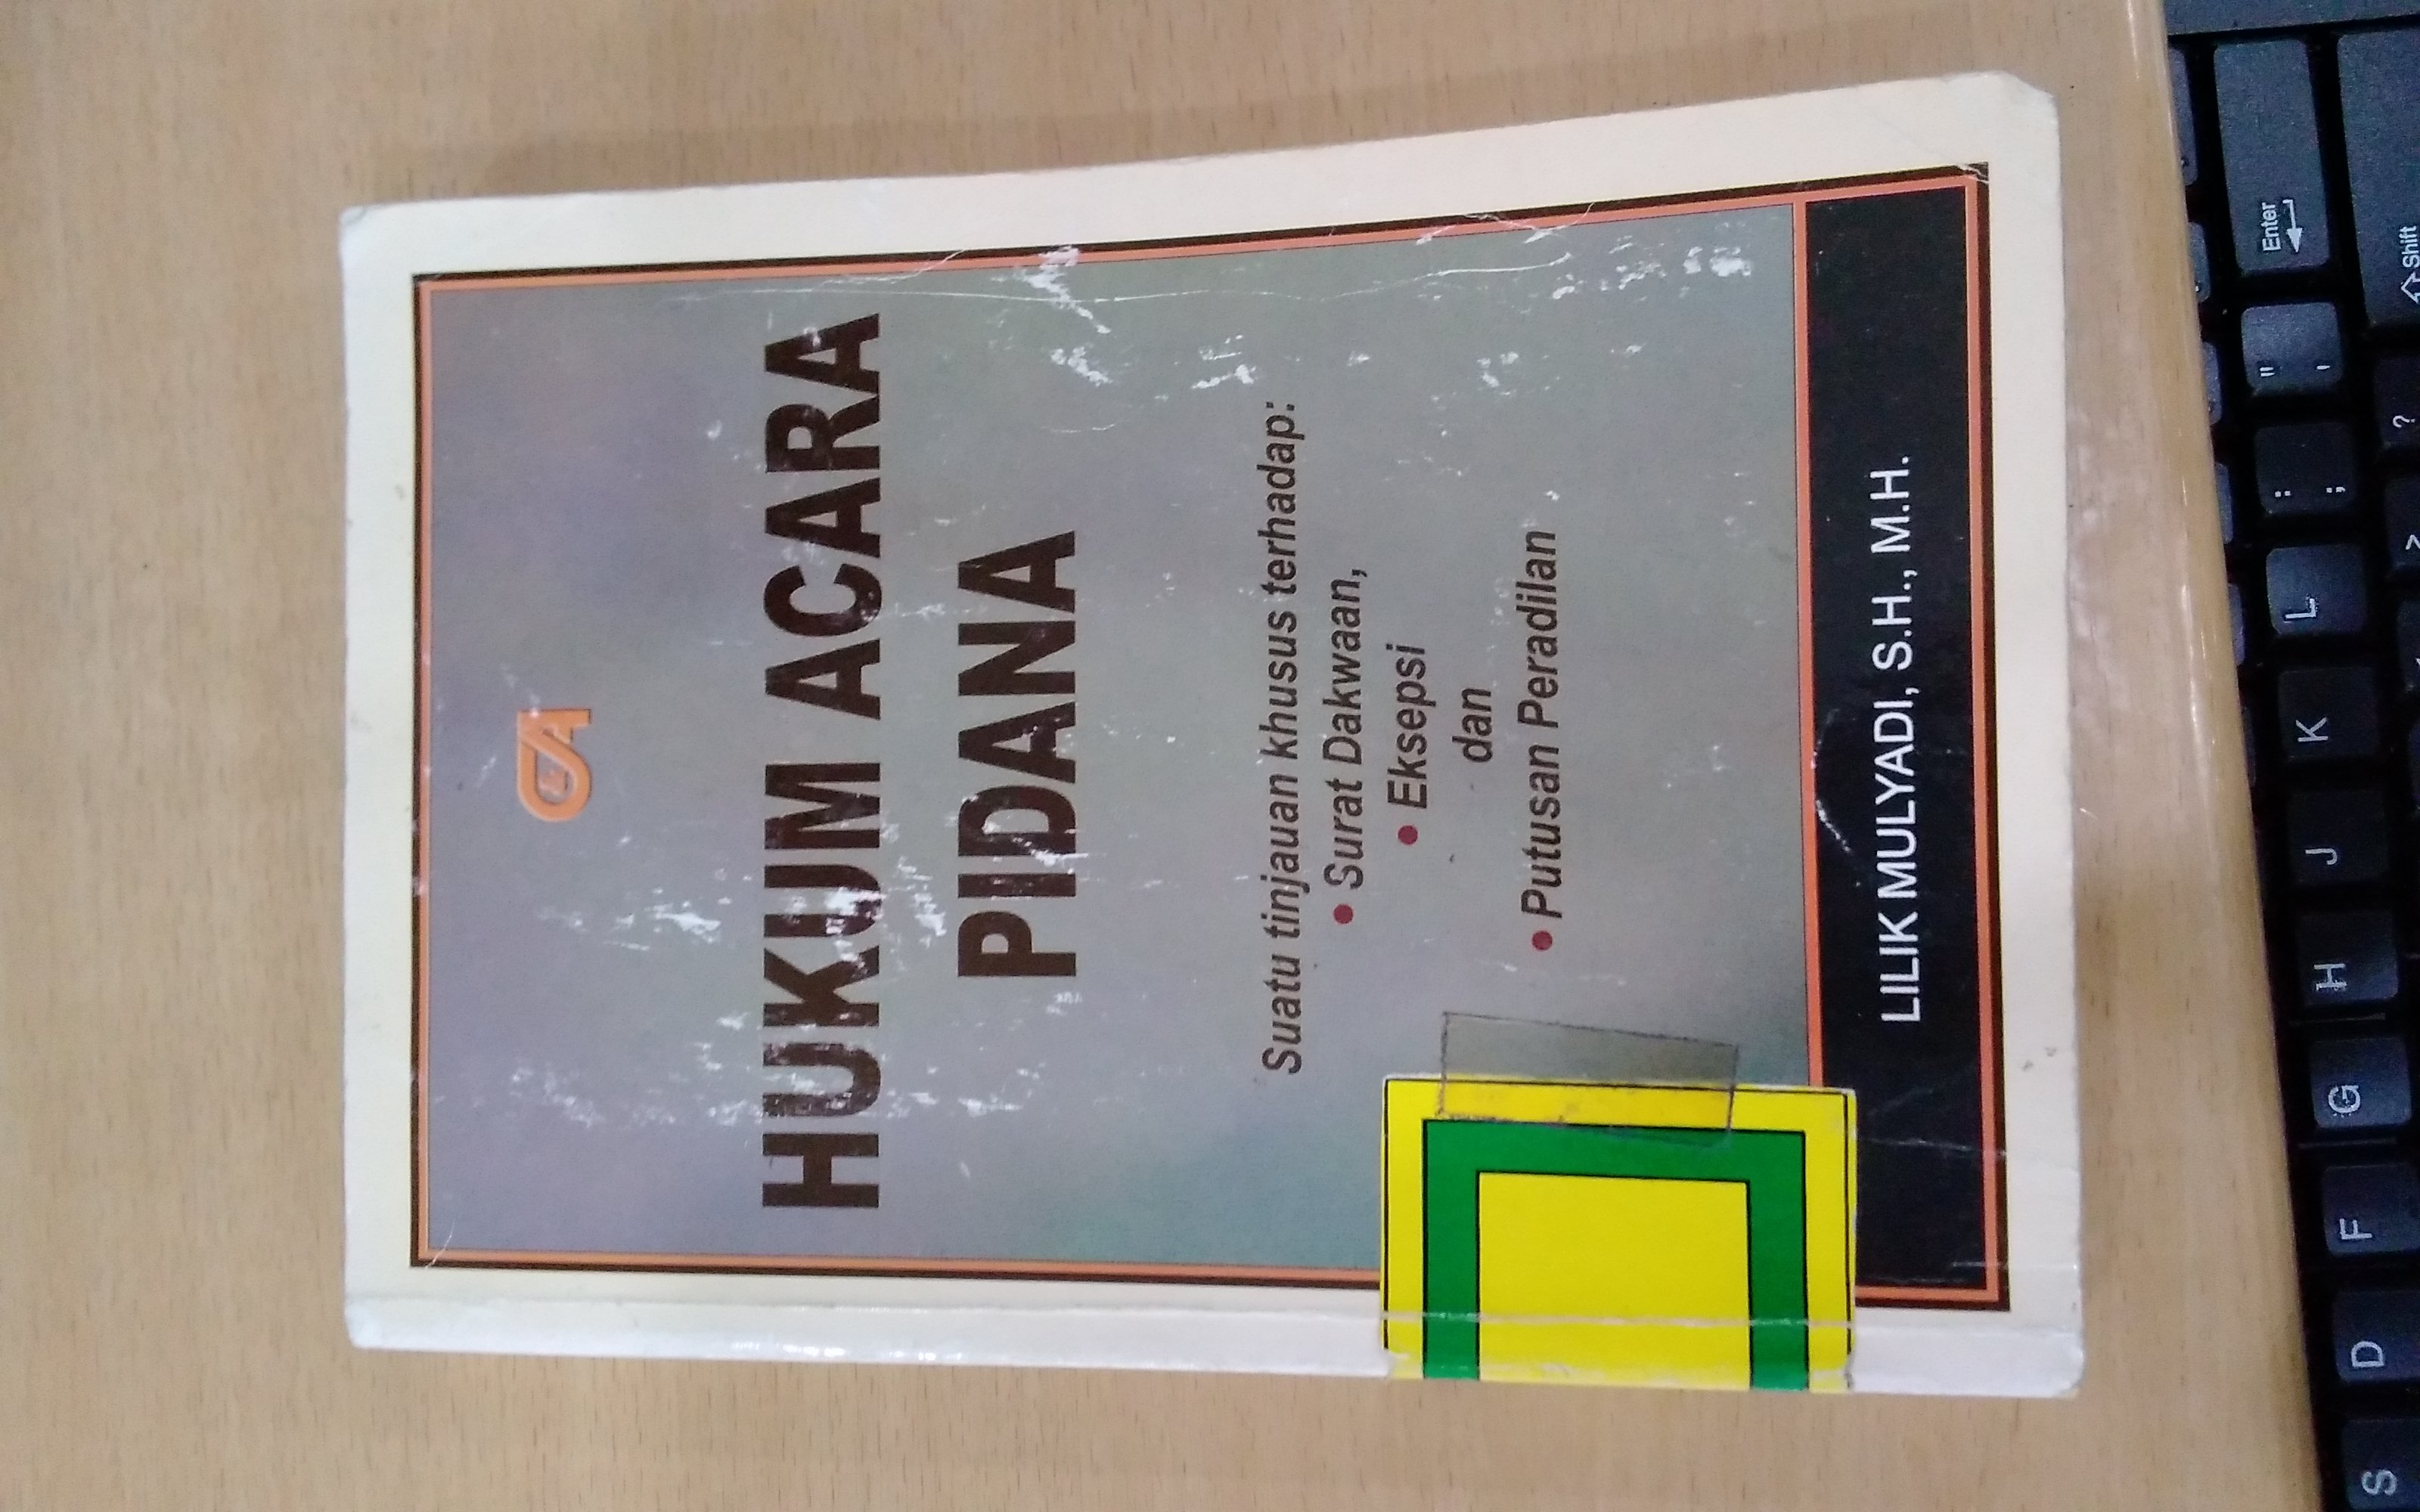 HUKUM ACARA
PIDANA
Suatu tinjauan khusus terhadap:
• Surat Dakwaan,
• Eksepsi
dan
• Putusan Peradilan
LILIK MULYADI, S.H., M.H.
Enter
Shift
" '
: ;
?
>
L
K
J
H
G
F
D
S